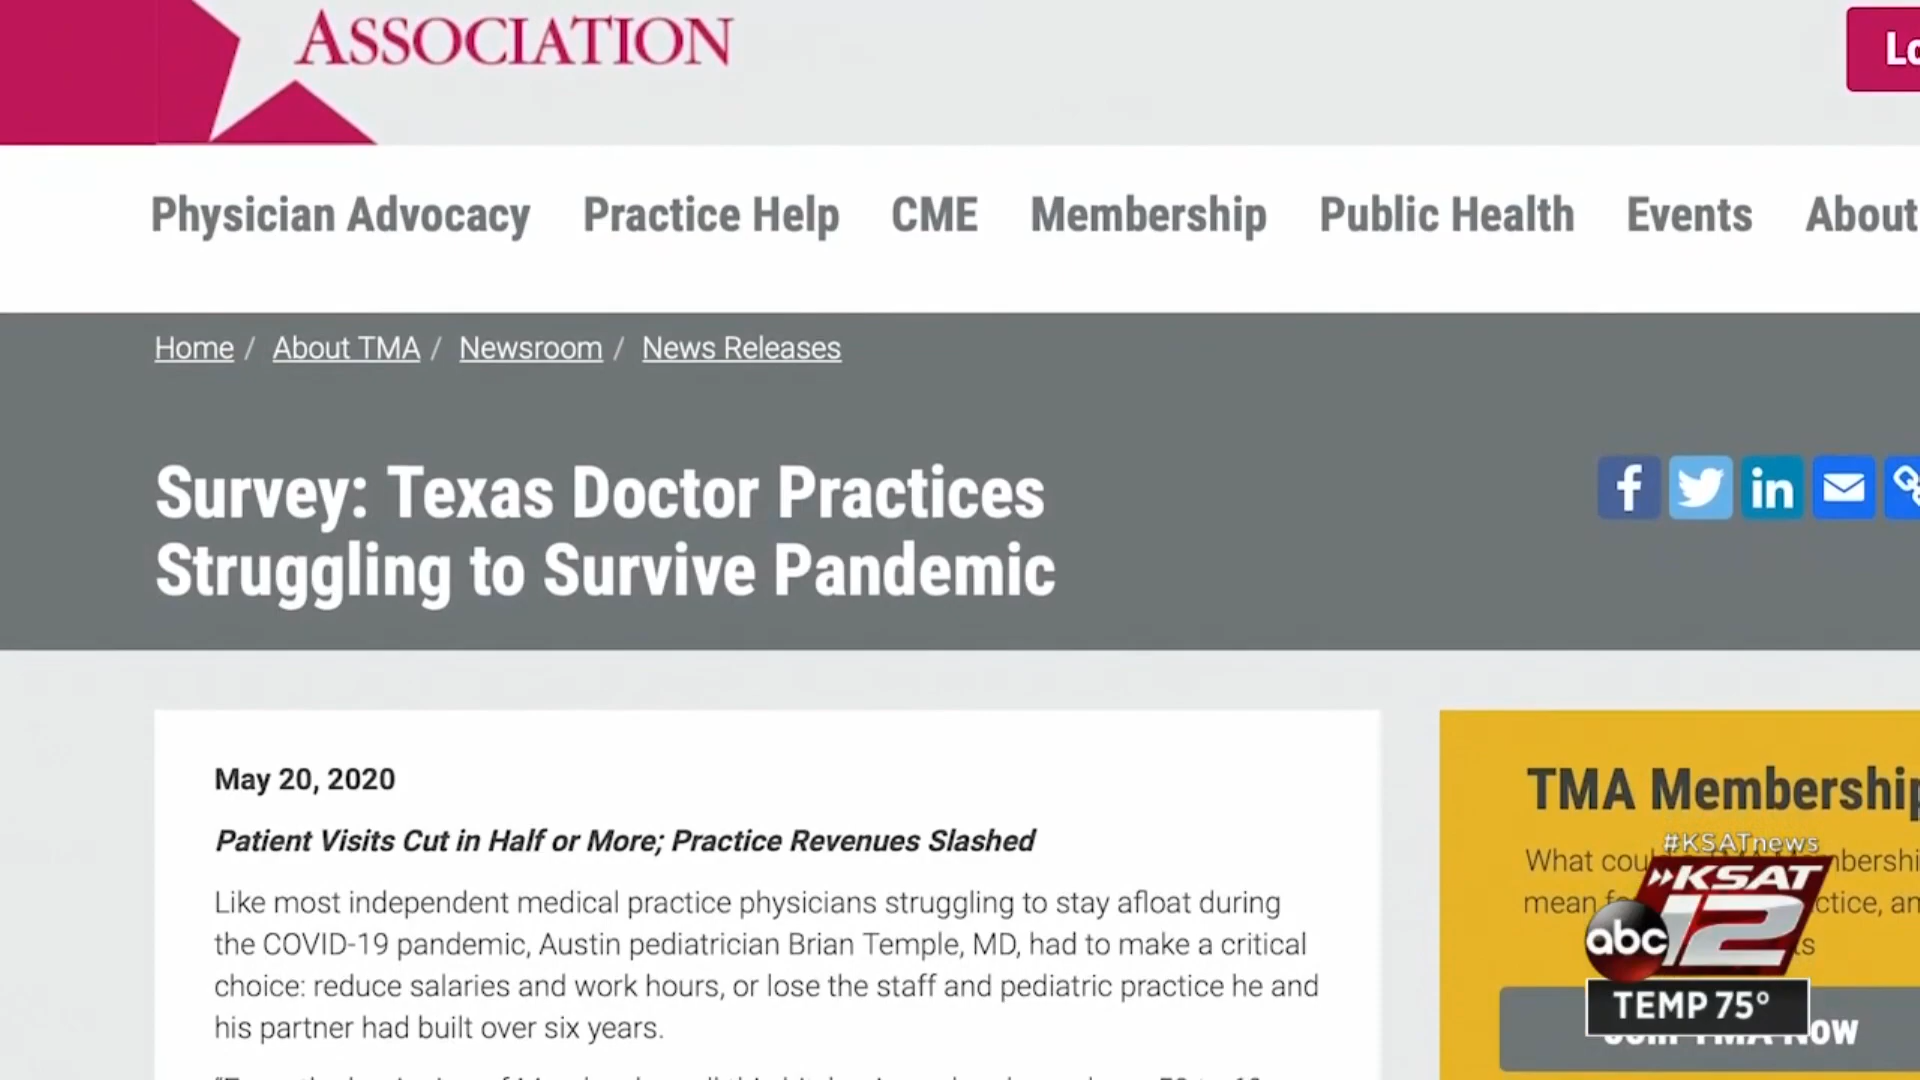 ASSOCIATION
Physician Advocacy Practice Help CME Membership Public Health Events About
Home / About TMA / Newsroom / News Releases
Survey: Texas Doctor Practices
Struggling to Survive Pandemic
May 20, 2020
Patient Visits Cut in Half or More; Practice Revenues Slashed
Like most independent medical practice physicians struggling to stay afloat during
the COVID-19 pandemic, Austin pediatrician Brian Temple, MD, had to make a critical
choice: reduce salaries and work hours, or lose the staff and pediatric practice he and
his partner had built over six years.
TMA Membership
What
mean
#KSATnews
KSAT
abc 12
TEMP 75°